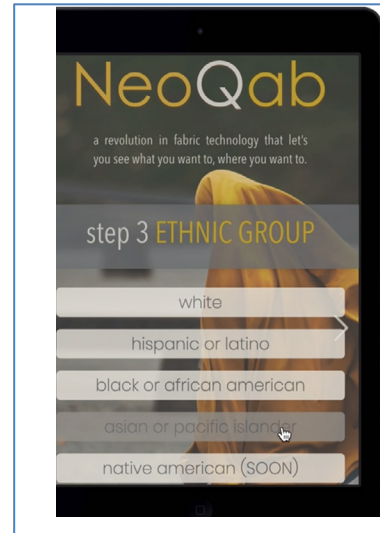 NeoQab
a revolution in fabric technology that let's
you see what you want to, where you want to.
step 3 ETHNIC GROUP
white
hispanic or latino
black or african american
asian or pacific islander
native american (SOON)